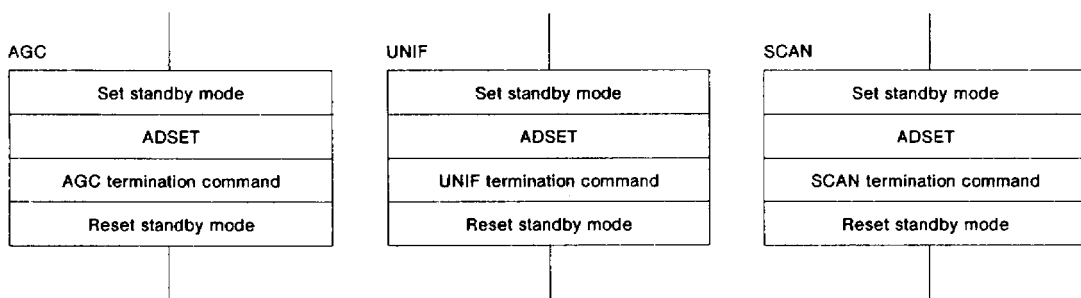 AGC
Set standby mode
ADSET
AGC termination command
Reset standby mode
UNIF
Set standby mode
ADSET
UNIF termination command
Reset standby mode
SCAN
Set standby mode
ADSET
SCAN termination command
Reset standby mode